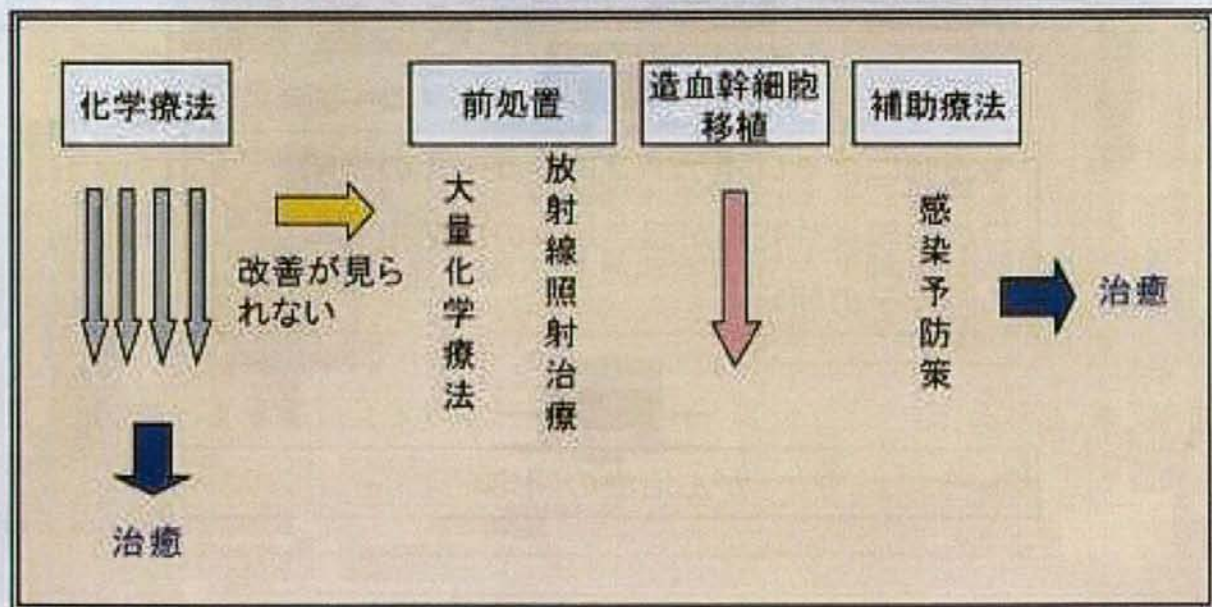 化学療法
前処置
造血幹細胞
移植
補助療法
改善が見ら
れない
大量化学療法
放射線照射治療
感染予防策
治癒
治癒